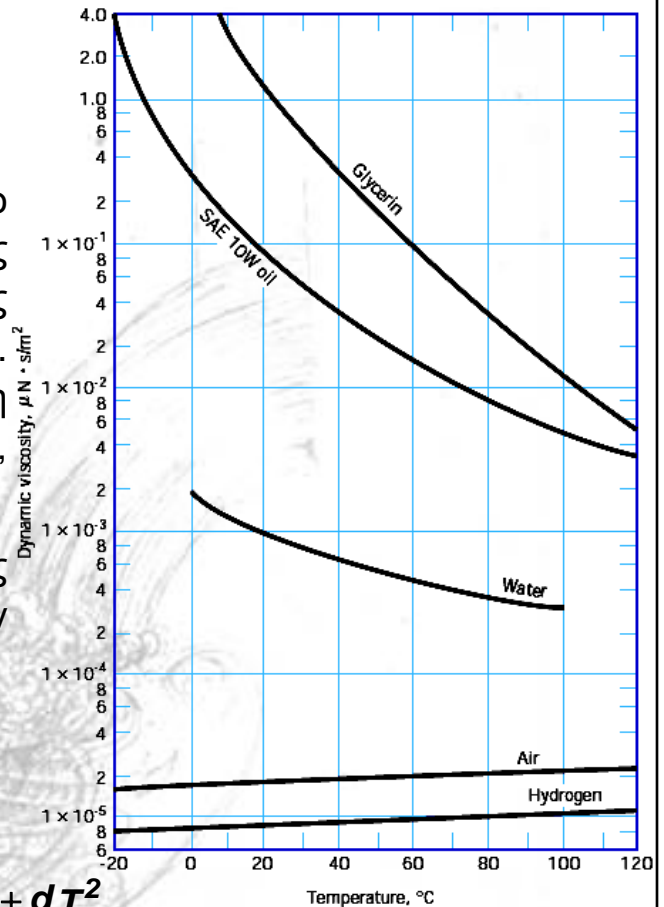 4.0
2.0
1.0
8
6
4
2
1 × 10⁻¹
8
6
4
2
1 × 10⁻²
8
6
4
2
1 × 10⁻³
8
6
4
2
1 × 10⁻⁴
8
6
4
2
1 × 10⁻⁵
8
6
Dynamic viscosity, μ N • s/m²
Glycerin
SAE 10W oil
Water
Air
Hydrogen
-20 0 20 40 60 80 100 120
Temperature, °C
+ dT²